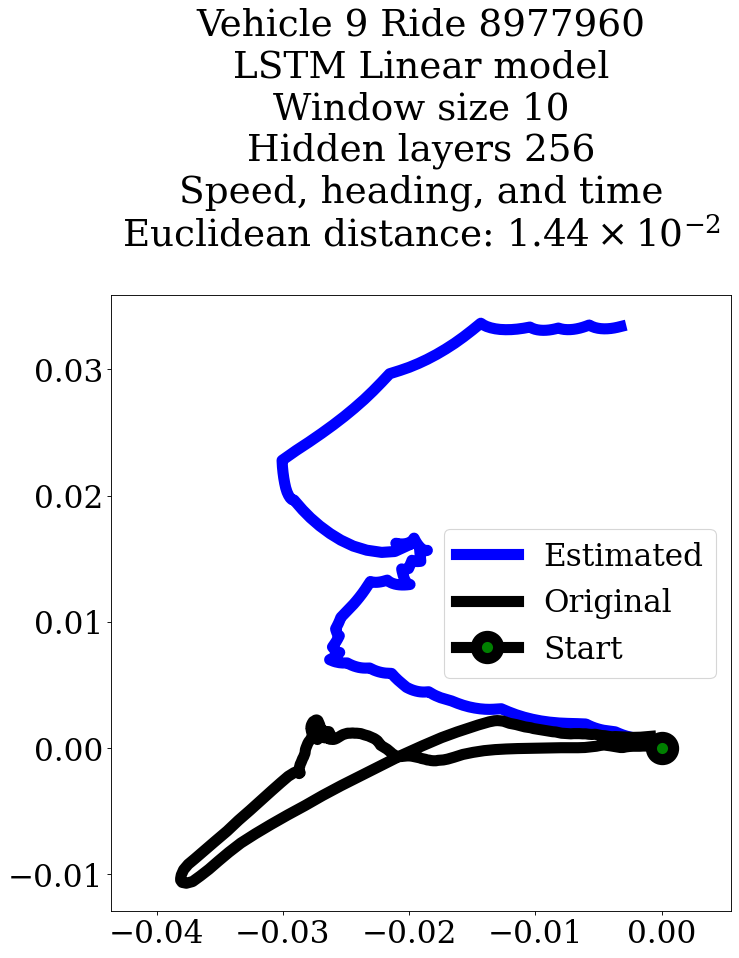 Vehicle 9 Ride 8977960
LSTM Linear model
Window size 10
Hidden layers 256
Speed, heading, and time
Euclidean distance: 1.44 × 10⁻²
0.03
0.02
0.01
0.00
−0.01
Estimated
Original
Start
−0.04 −0.03 −0.02 −0.01 0.00